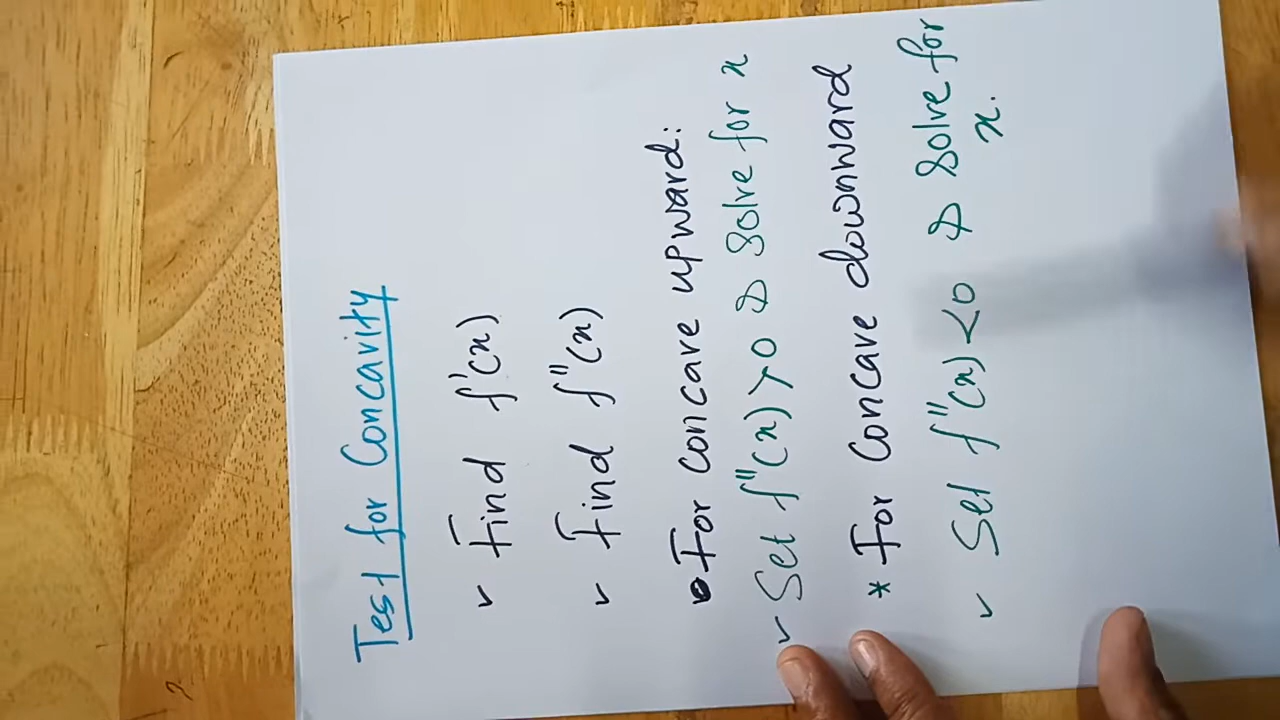 Test for Concavity
✓ Find f'(x)
✓ Find f''(x)
• For concave upward:
✓ Set f''(x) > 0 & solve for x
* For concave downward
✓ Set f''(x) < 0 & solve for
x.